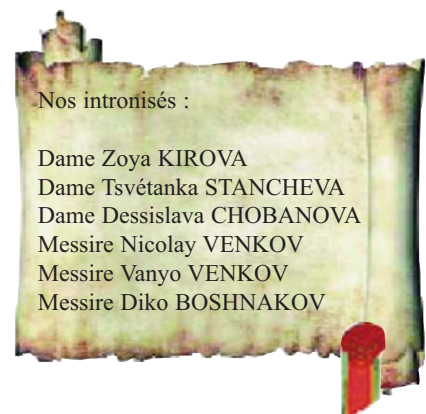 Nos intronisés :
Dame Zoya KIROVA
Dame Tsvétanka STANCHEVA
Dame Dessislava CHOBANOVA
Messire Nicolay VENKOV
Messire Vanyo VENKOV
Messire Diko BOSHNAKOV